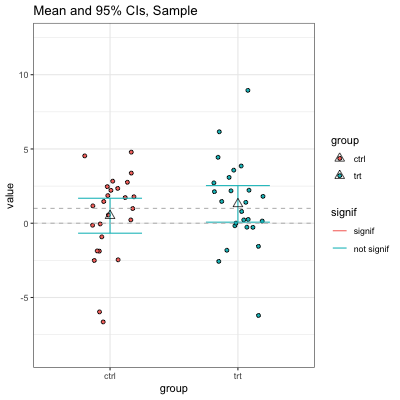 Mean and 95% CIs, Sample
value
10
5
0
-5
ctrl
trt
group
group
ctrl
trt
signif
signif
not signif